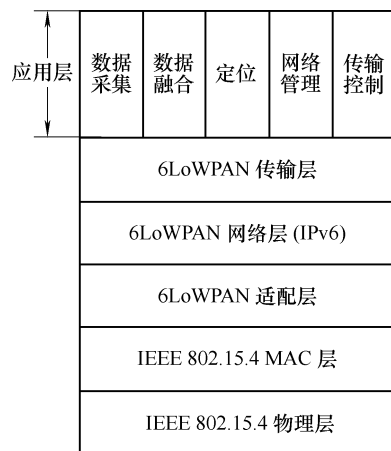 应用层
数据
采集
数据
融合
定位
网络
管理
传输
控制
6LoWPAN 传输层
6LoWPAN 网络层 (IPv6)
6LoWPAN 适配层
IEEE 802.15.4 MAC 层
IEEE 802.15.4 物理层